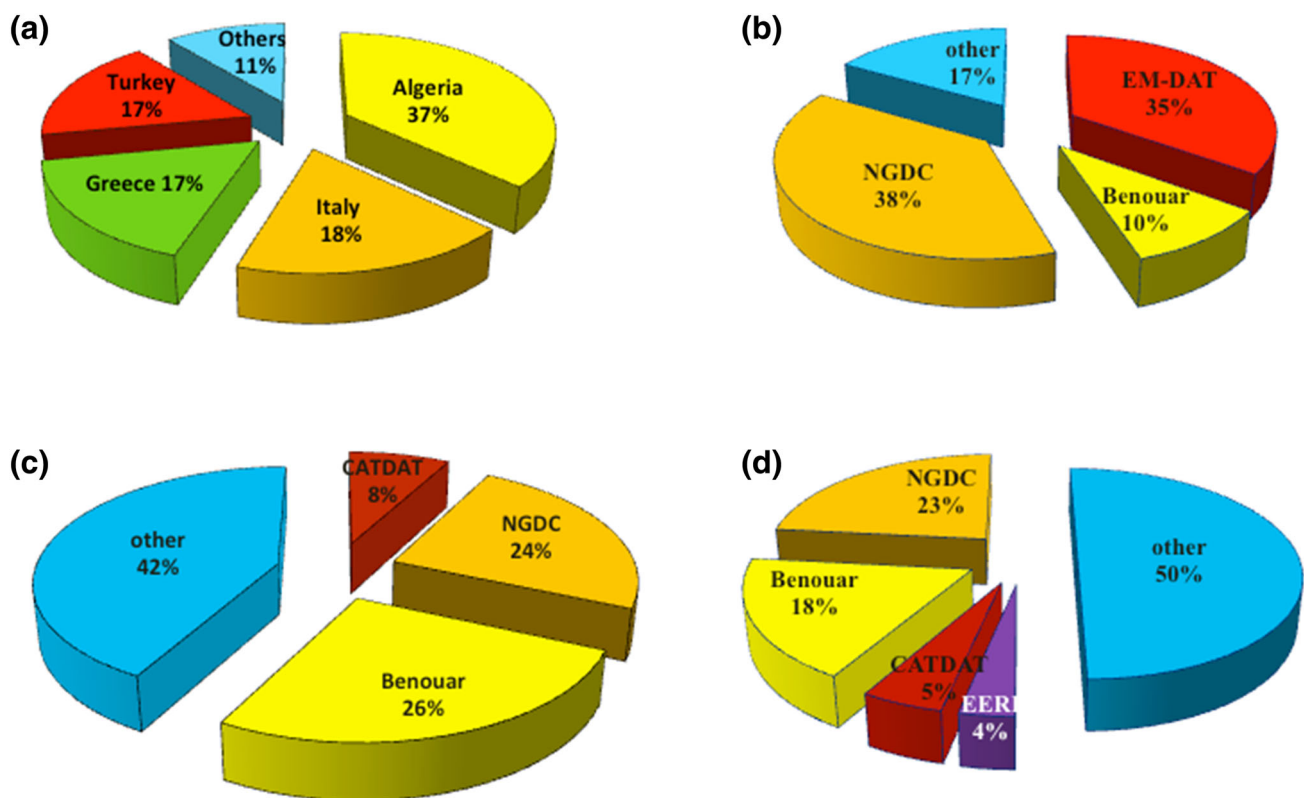 (a)
Others
11%
Algeria
37%
Turkey
17%
Greece 17%
Italy
18%
(b)
other
17%
EM-DAT
35%
NGDC
38%
Benouar
10%
(c)
CATDAT
8%
NGDC
24%
other
42%
Benouar
26%
(d)
NGDC
23%
other
50%
Benouar
18%
CATDAT
5%
EERI
4%